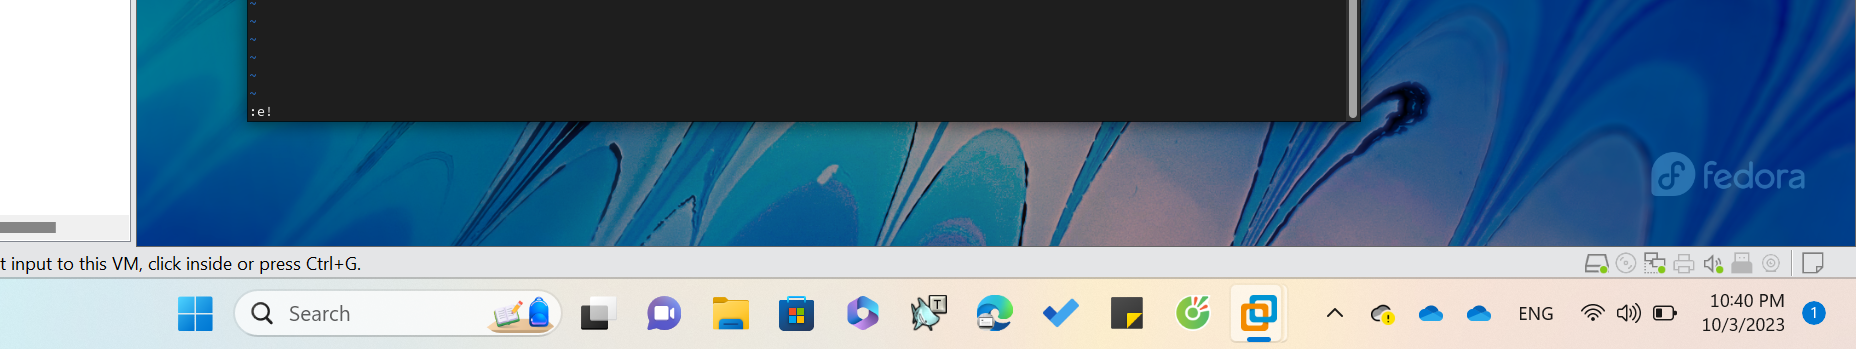 ~
~
~
~
~
~
:e!
fedora
t input to this VM, click inside or press Ctrl+G.
Search
T
ENG
10:40 PM
10/3/2023
1